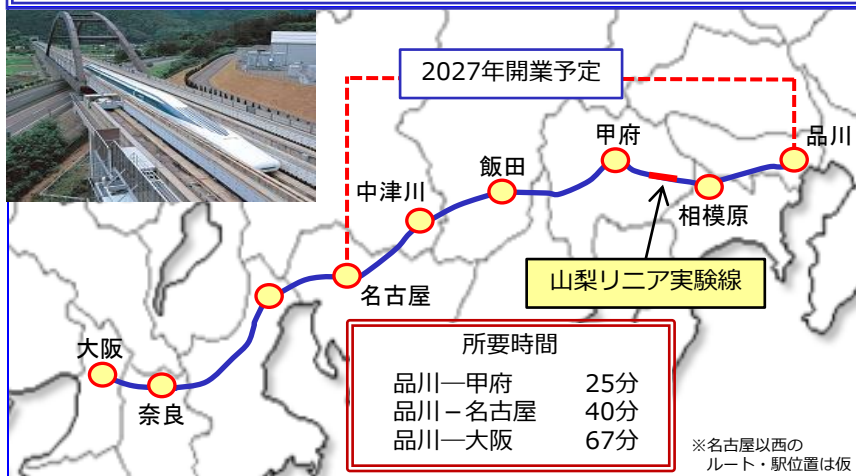 2027年開業予定
品川
甲府
飯田
中津川
相模原
山梨リニア実験線
名古屋
大阪
奈良
所要時間
品川―甲府 25分
品川－名古屋 40分
品川―大阪 67分
※名古屋以西の
ルート・駅位置は仮